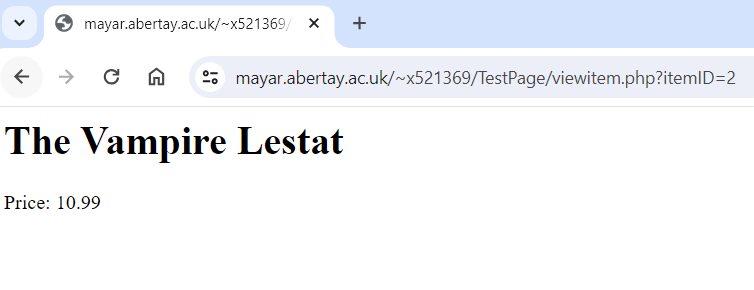 mayar.abertay.ac.uk/~x521369/
mayar.abertay.ac.uk/~x521369/TestPage/viewitem.php?itemID=2
The Vampire Lestat
Price: 10.99